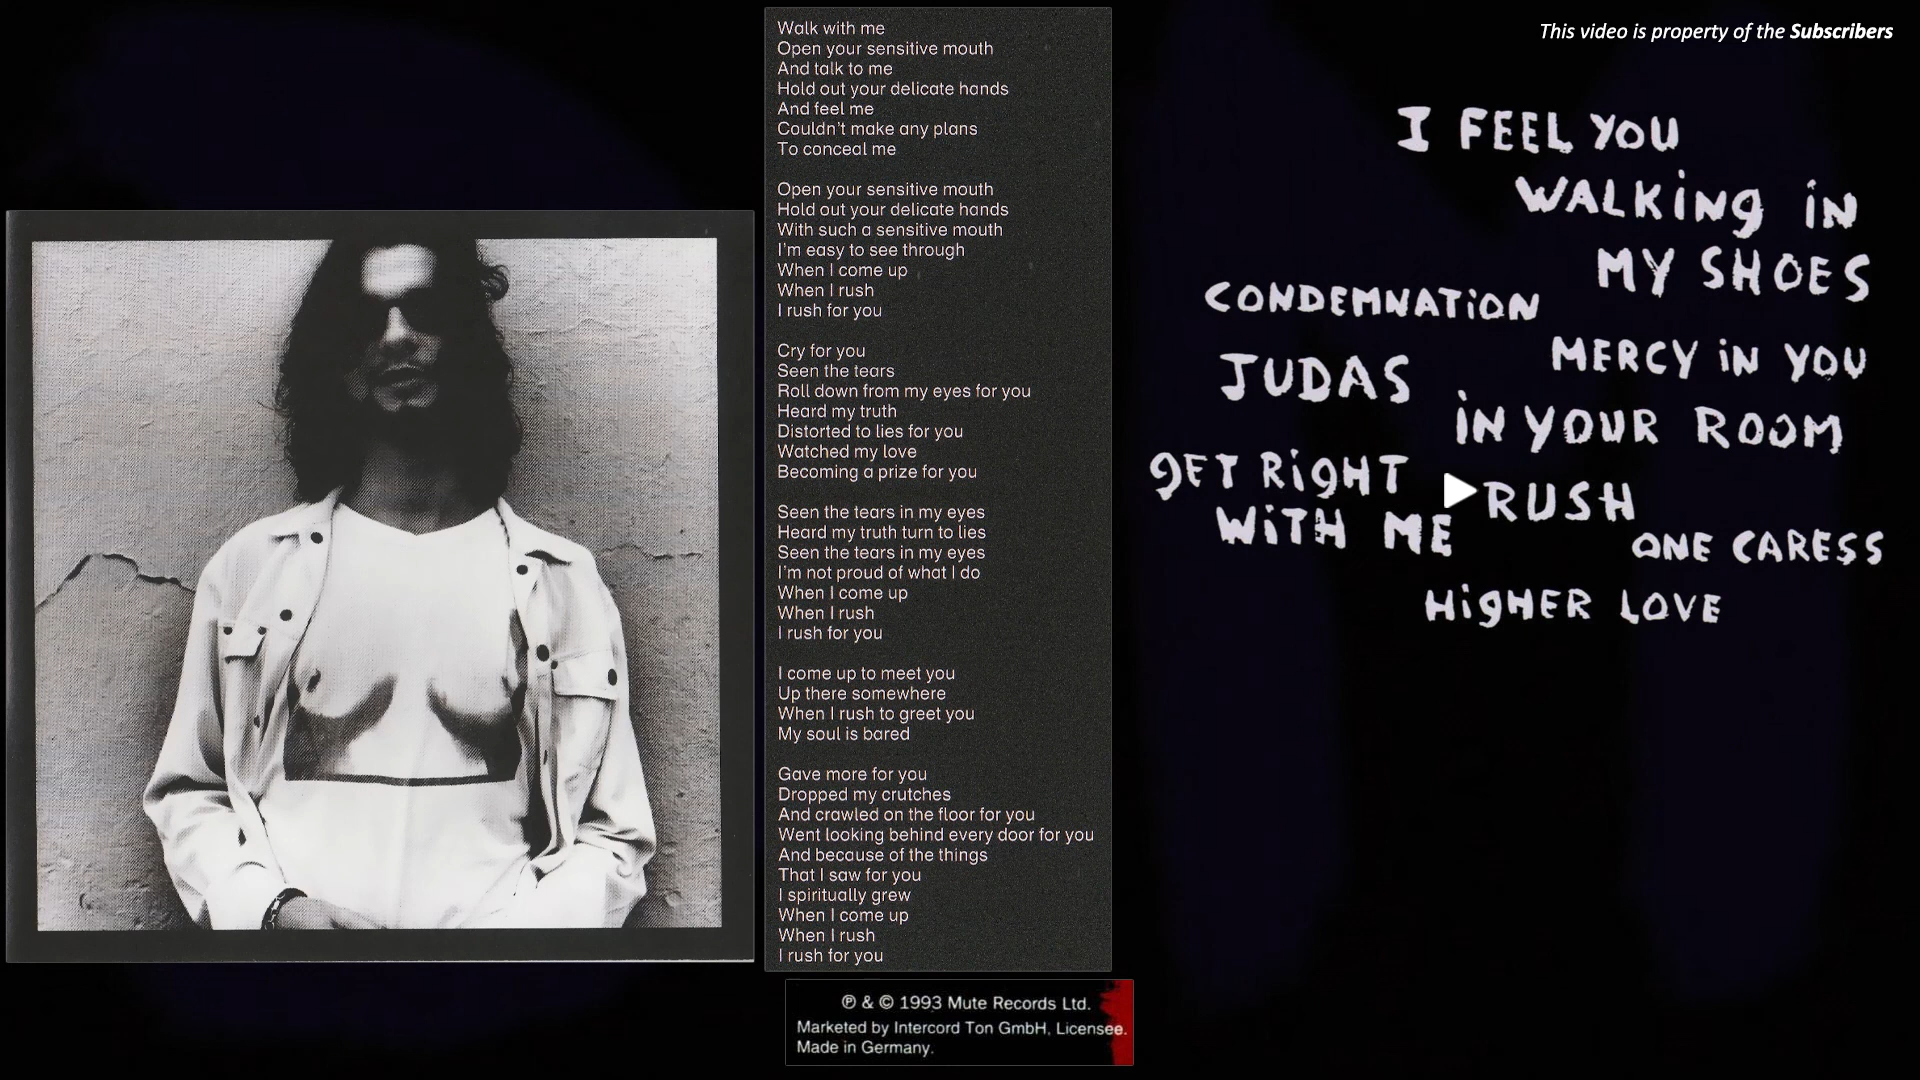 Walk with me
Open your sensitive mouth
And talk to me
Hold out your delicate hands
And feel me
Couldn't make any plans
To conceal me

Open your sensitive mouth
Hold out your delicate hands
With such a sensitive mouth
I'm easy to see through
When I come up
When I rush
I rush for you

Cry for you
Seen the tears
Roll down from my eyes for you
Heard my truth
Distorted to lies for you
Watched my love
Becoming a prize for you

Seen the tears in my eyes
Heard my truth turn to lies
Seen the tears in my eyes
I'm not proud of what I do
When I come up
When I rush
I rush for you

I come up to meet you
Up there somewhere
When I rush to greet you
My soul is bared

Gave more for you
Dropped my crutches
And crawled on the floor for you
Went looking behind every door for you
And because of the things
That I saw for you
I spiritually grew
When I come up
When I rush
I rush for you

℗ & © 1993 Mute Records Ltd.
Marketed by Intercord Ton GmbH, Licensee.
Made in Germany.

This video is property of the Subscribers
I FEEL YOU
WALKiNg iN
MY SHOES
CONDEMNATiON
MERCY iN YOU
JUDAS
iN YOUR ROOM
gET RigHT
WiTH ME
RUSH
ONE CARESS
HigHER LOVE